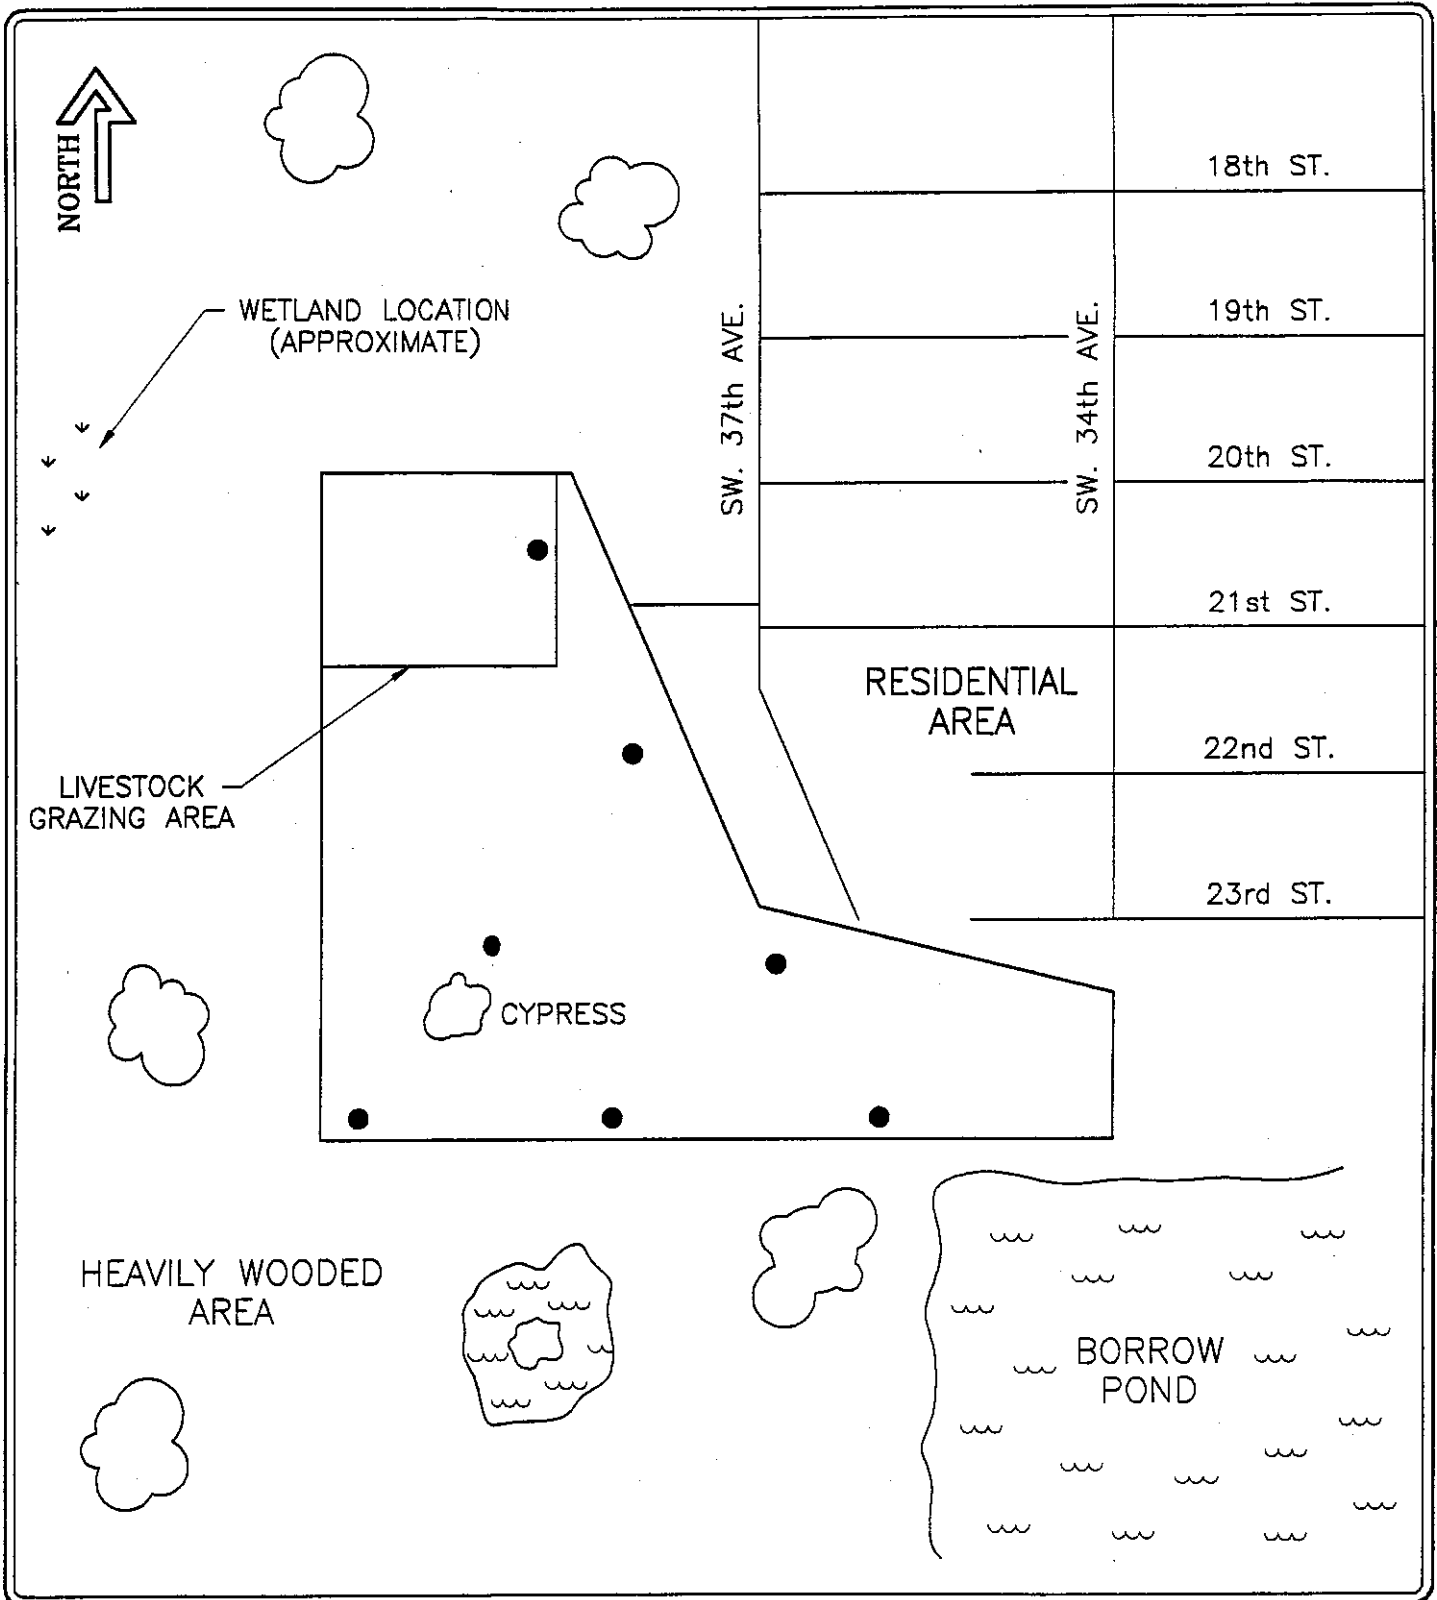 NORTH
18th ST.
WETLAND LOCATION
(APPROXIMATE)
19th ST.
SW. 37th AVE.
SW. 34th AVE.
20th ST.
21st ST.
RESIDENTIAL
AREA
22nd ST.
LIVESTOCK
GRAZING AREA
23rd ST.
CYPRESS
HEAVILY WOODED
AREA
BORROW
POND